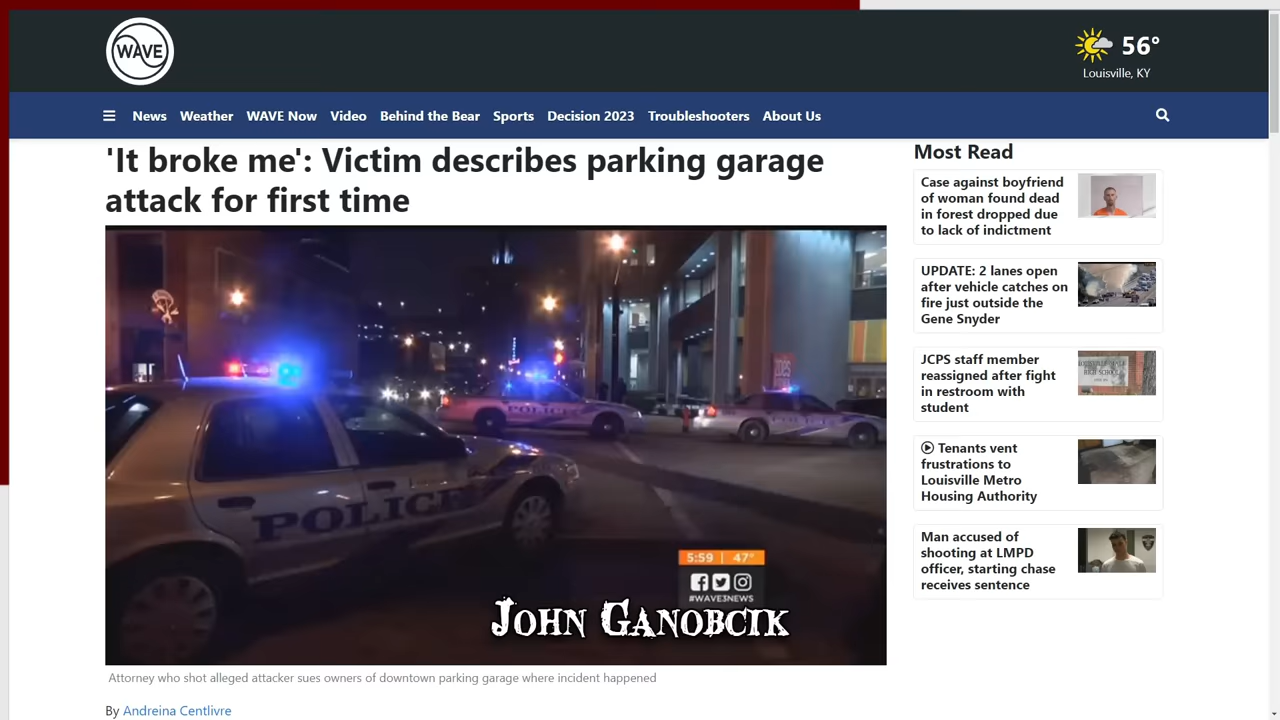 WAVE
56°
Louisville, KY
News Weather WAVE Now Video Behind the Bear Sports Decision 2023 Troubleshooters About Us
'It broke me': Victim describes parking garage
attack for first time
POLICE
POLICE
POLICE
5:59 | 47°
#WAVE3NEWS
JOHN GANOBCIK
Attorney who shot alleged attacker sues owners of downtown parking garage where incident happened
By Andreina Centlivre
Most Read
Case against boyfriend
of woman found dead
in forest dropped due
to lack of indictment
UPDATE: 2 lanes open
after vehicle catches on
fire just outside the
Gene Snyder
JCPS staff member
reassigned after fight
in restroom with
student
Tenants vent
frustrations to
Louisville Metro
Housing Authority
Man accused of
shooting at LMPD
officer, starting chase
receives sentence